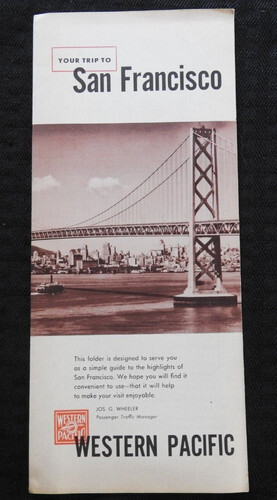 YOUR TRIP TO
San Francisco
This folder is designed to serve you
as a simple guide to the highlights of
San Francisco. We hope you will find it
convenient to use—that it will help
to make your visit enjoyable.
JOS. G. WHEELER
Passenger Traffic Manager
WESTERN
PACIFIC
WESTERN PACIFIC